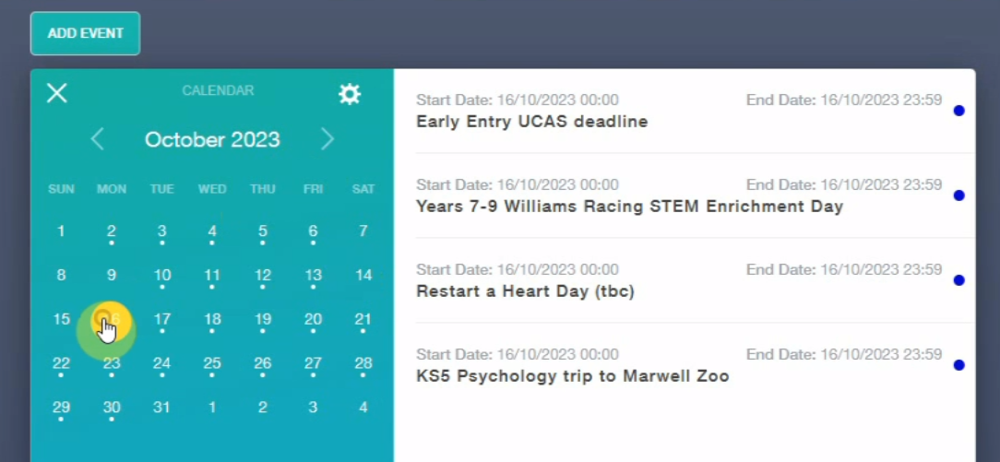 ADD EVENT
CALENDAR
October 2023
SUN MON TUE WED THU FRI SAT
1 2 3 4 5 6 7
8 9 10 11 12 13 14
15 16 17 18 19 20 21
22 23 24 25 26 27 28
29 30 31 1 2 3 4
Start Date: 16/10/2023 00:00 End Date: 16/10/2023 23:59
Early Entry UCAS deadline
Start Date: 16/10/2023 00:00 End Date: 16/10/2023 23:59
Years 7-9 Williams Racing STEM Enrichment Day
Start Date: 16/10/2023 00:00 End Date: 16/10/2023 23:59
Restart a Heart Day (tbc)
Start Date: 16/10/2023 00:00 End Date: 16/10/2023 23:59
KS5 Psychology trip to Marwell Zoo